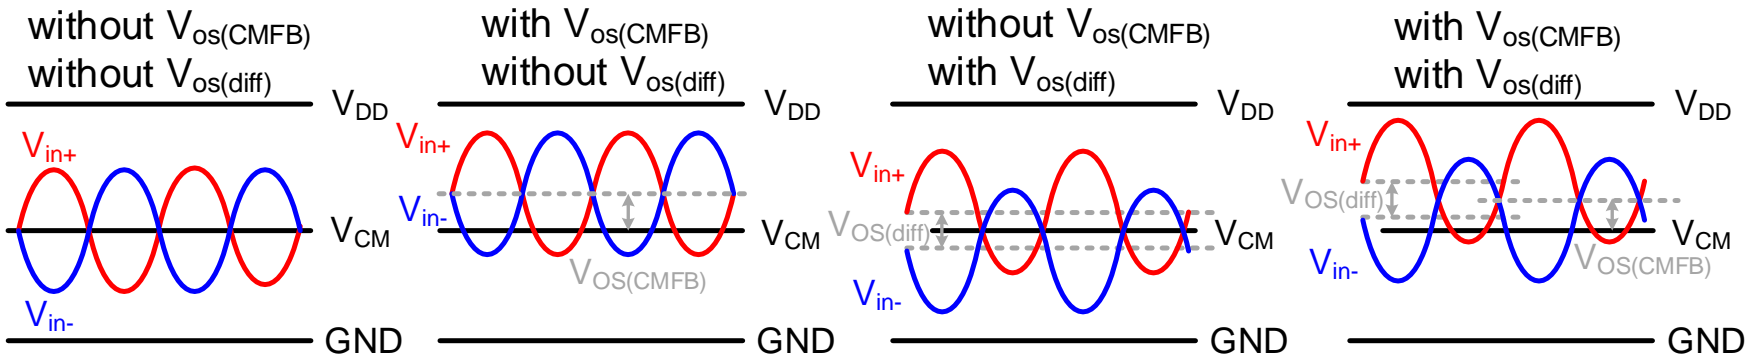 without Vos(CMFB)
without Vos(diff)
VDD
Vin+
VCM
Vin-
GND
with Vos(CMFB)
without Vos(diff)
VDD
Vin+
Vin-
VCM
VOS(CMFB)
GND
without Vos(CMFB)
with Vos(diff)
VDD
Vin+
VOS(diff)
VCM
Vin-
GND
with Vos(CMFB)
with Vos(diff)
VDD
Vin+
VOS(diff)
VCM
Vin-
VOS(CMFB)
GND